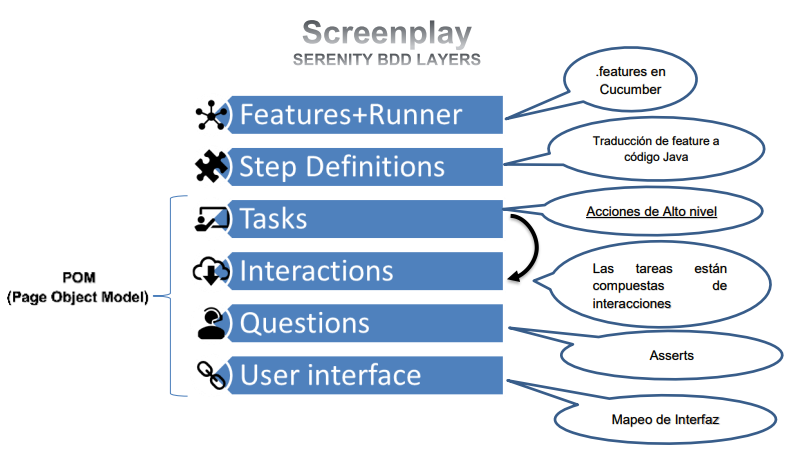 Screenplay
SERENITY BDD LAYERS
.features en
Cucumber
Features+Runner
Traducción de feature a
código Java
Step Definitions
Acciones de Alto nivel
Tasks
Las tareas están
compuestas de
interacciones
Interactions
POM
(Page Object Model)
Questions
Asserts
User interface
Mapeo de Interfaz